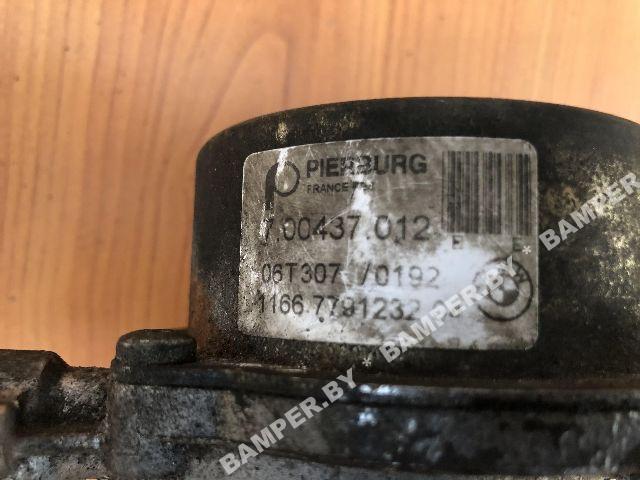 PIERBURG
FRANCE
7.00437.012
06T307 /0192
1166 7791232
BAMPER.BY * BAMPER.BY * BAMPER.BY